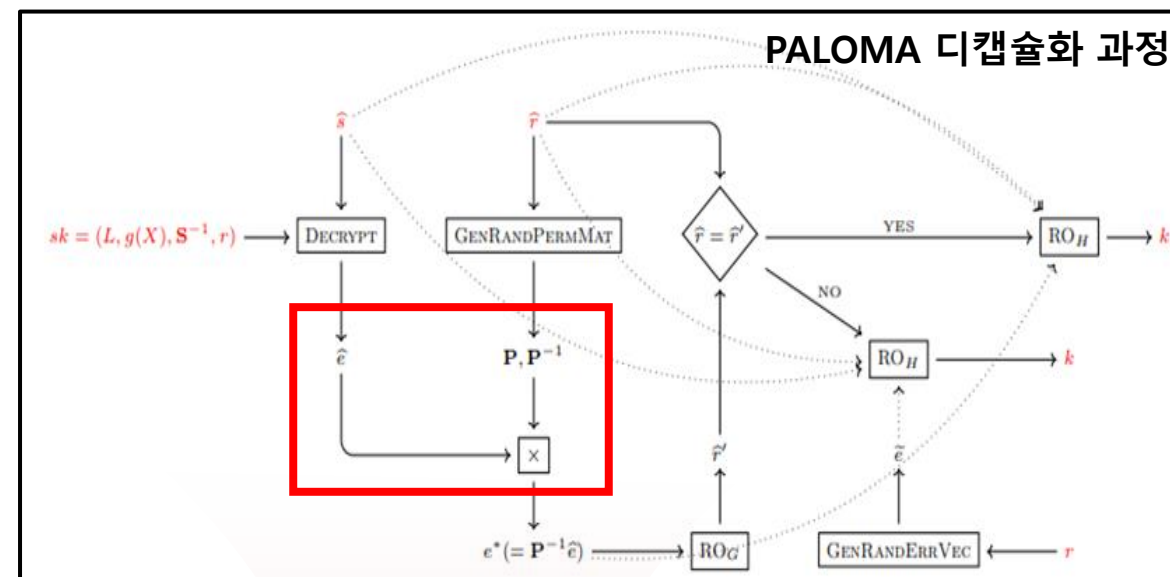 PALOMA 디캡슐화 과정
ŝ
r̂
sk = (L, g(X), S⁻¹, r)
DECRYPT
GENRANDPERMMAT
r̂ = r̂′
YES
RO_H
k
NO
ê
P, P⁻¹
RO_H
k
×
r̂′
ẽ
e*(= P⁻¹ê)
RO_G
GENRANDERRVEC
r